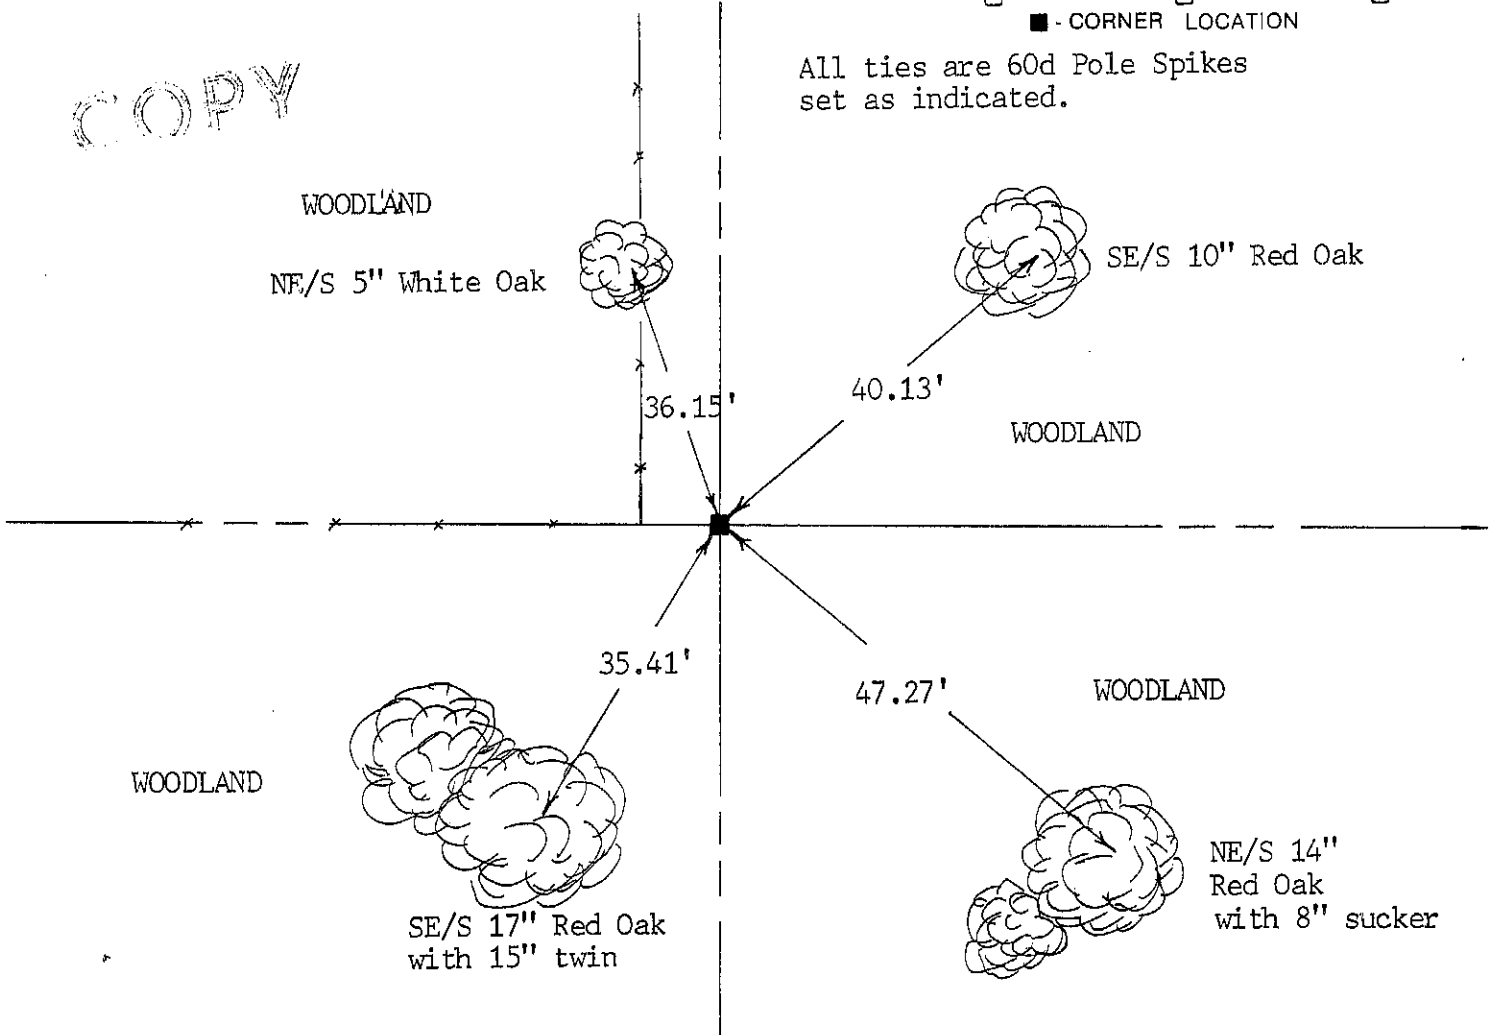 ■ - CORNER LOCATION
All ties are 60d Pole Spikes
set as indicated.
COPY
WOODLAND
NE/S 5" White Oak
SE/S 10" Red Oak
36.15'
40.13'
WOODLAND
35.41'
47.27'
WOODLAND
WOODLAND
NE/S 14"
Red Oak
with 8" sucker
SE/S 17" Red Oak
with 15" twin